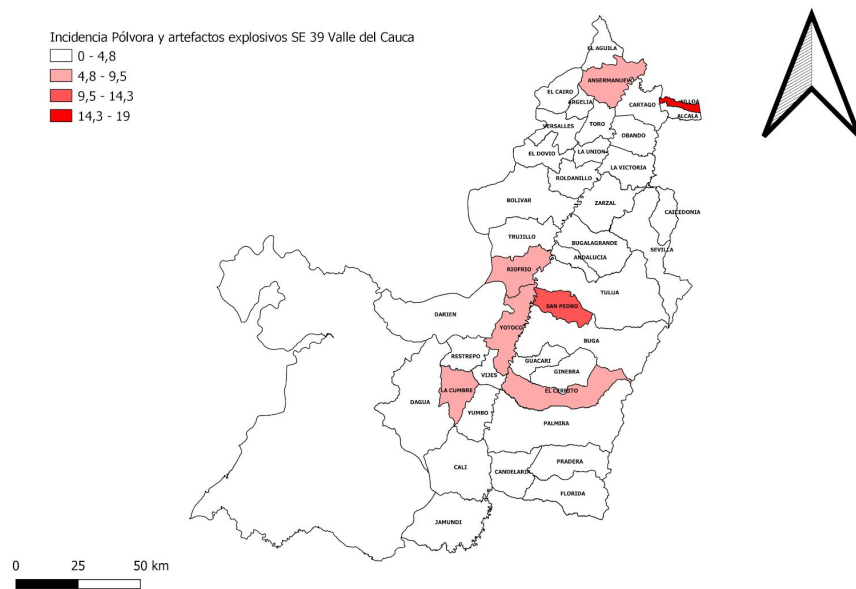 Incidencia Pólvora y artefactos explosivos SE 39 Valle del Cauca
0 - 4,8
4,8 - 9,5
9,5 - 14,3
14,3 - 19
EL AGUILA
ANSERMANUEVO
EL CAIRO
ARGELIA
CARTAGO
ULLOA
ALCALA
VERSALLES
TORO
OBANDO
EL DOVIO
LA UNION
LA VICTORIA
ROLDANILLO
BOLIVAR
ZARZAL
CAICEDONIA
TRUJILLO
BUGALAGRANDE
SEVILLA
ANDALUCIA
RIOFRIO
TULUA
SAN PEDRO
DARIEN
YOTOCO
BUGA
RESTREPO
GUACARI
GINEBRA
VIJES
LA CUMBRE
EL CERRITO
DAGUA
YUMBO
PALMIRA
PRADERA
CALI
CANDELARIA
FLORIDA
JAMUNDI
0 25 50 km